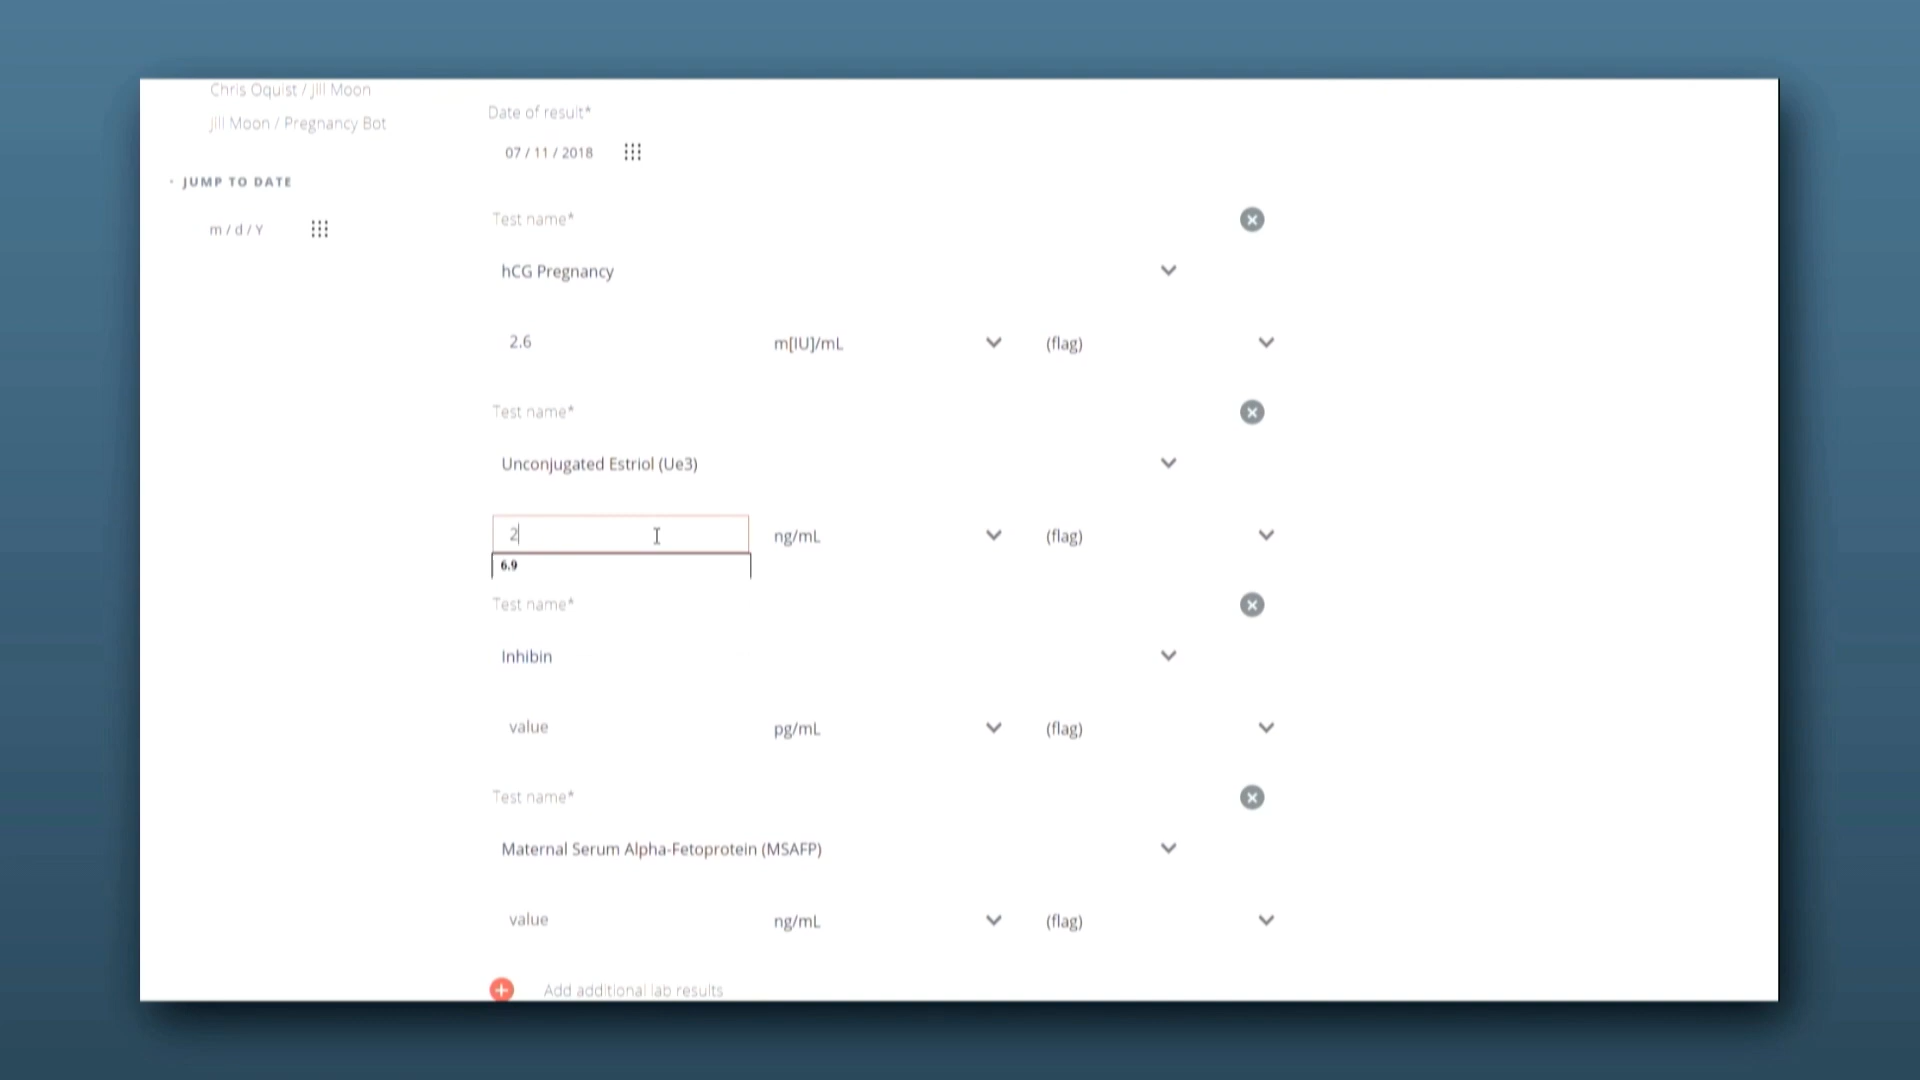 Chris Oquist / Jill Moon
Jill Moon / Pregnancy Bot
JUMP TO DATE
m / d / Y
Date of result*
07 / 11 / 2018
Test name*
hCG Pregnancy
2.6 m[IU]/mL (flag)
Test name*
Unconjugated Estriol (Ue3)
2 ng/mL (flag)
6.9
Test name*
Inhibin
value pg/mL (flag)
Test name*
Maternal Serum Alpha-Fetoprotein (MSAFP)
value ng/mL (flag)
Add additional lab results